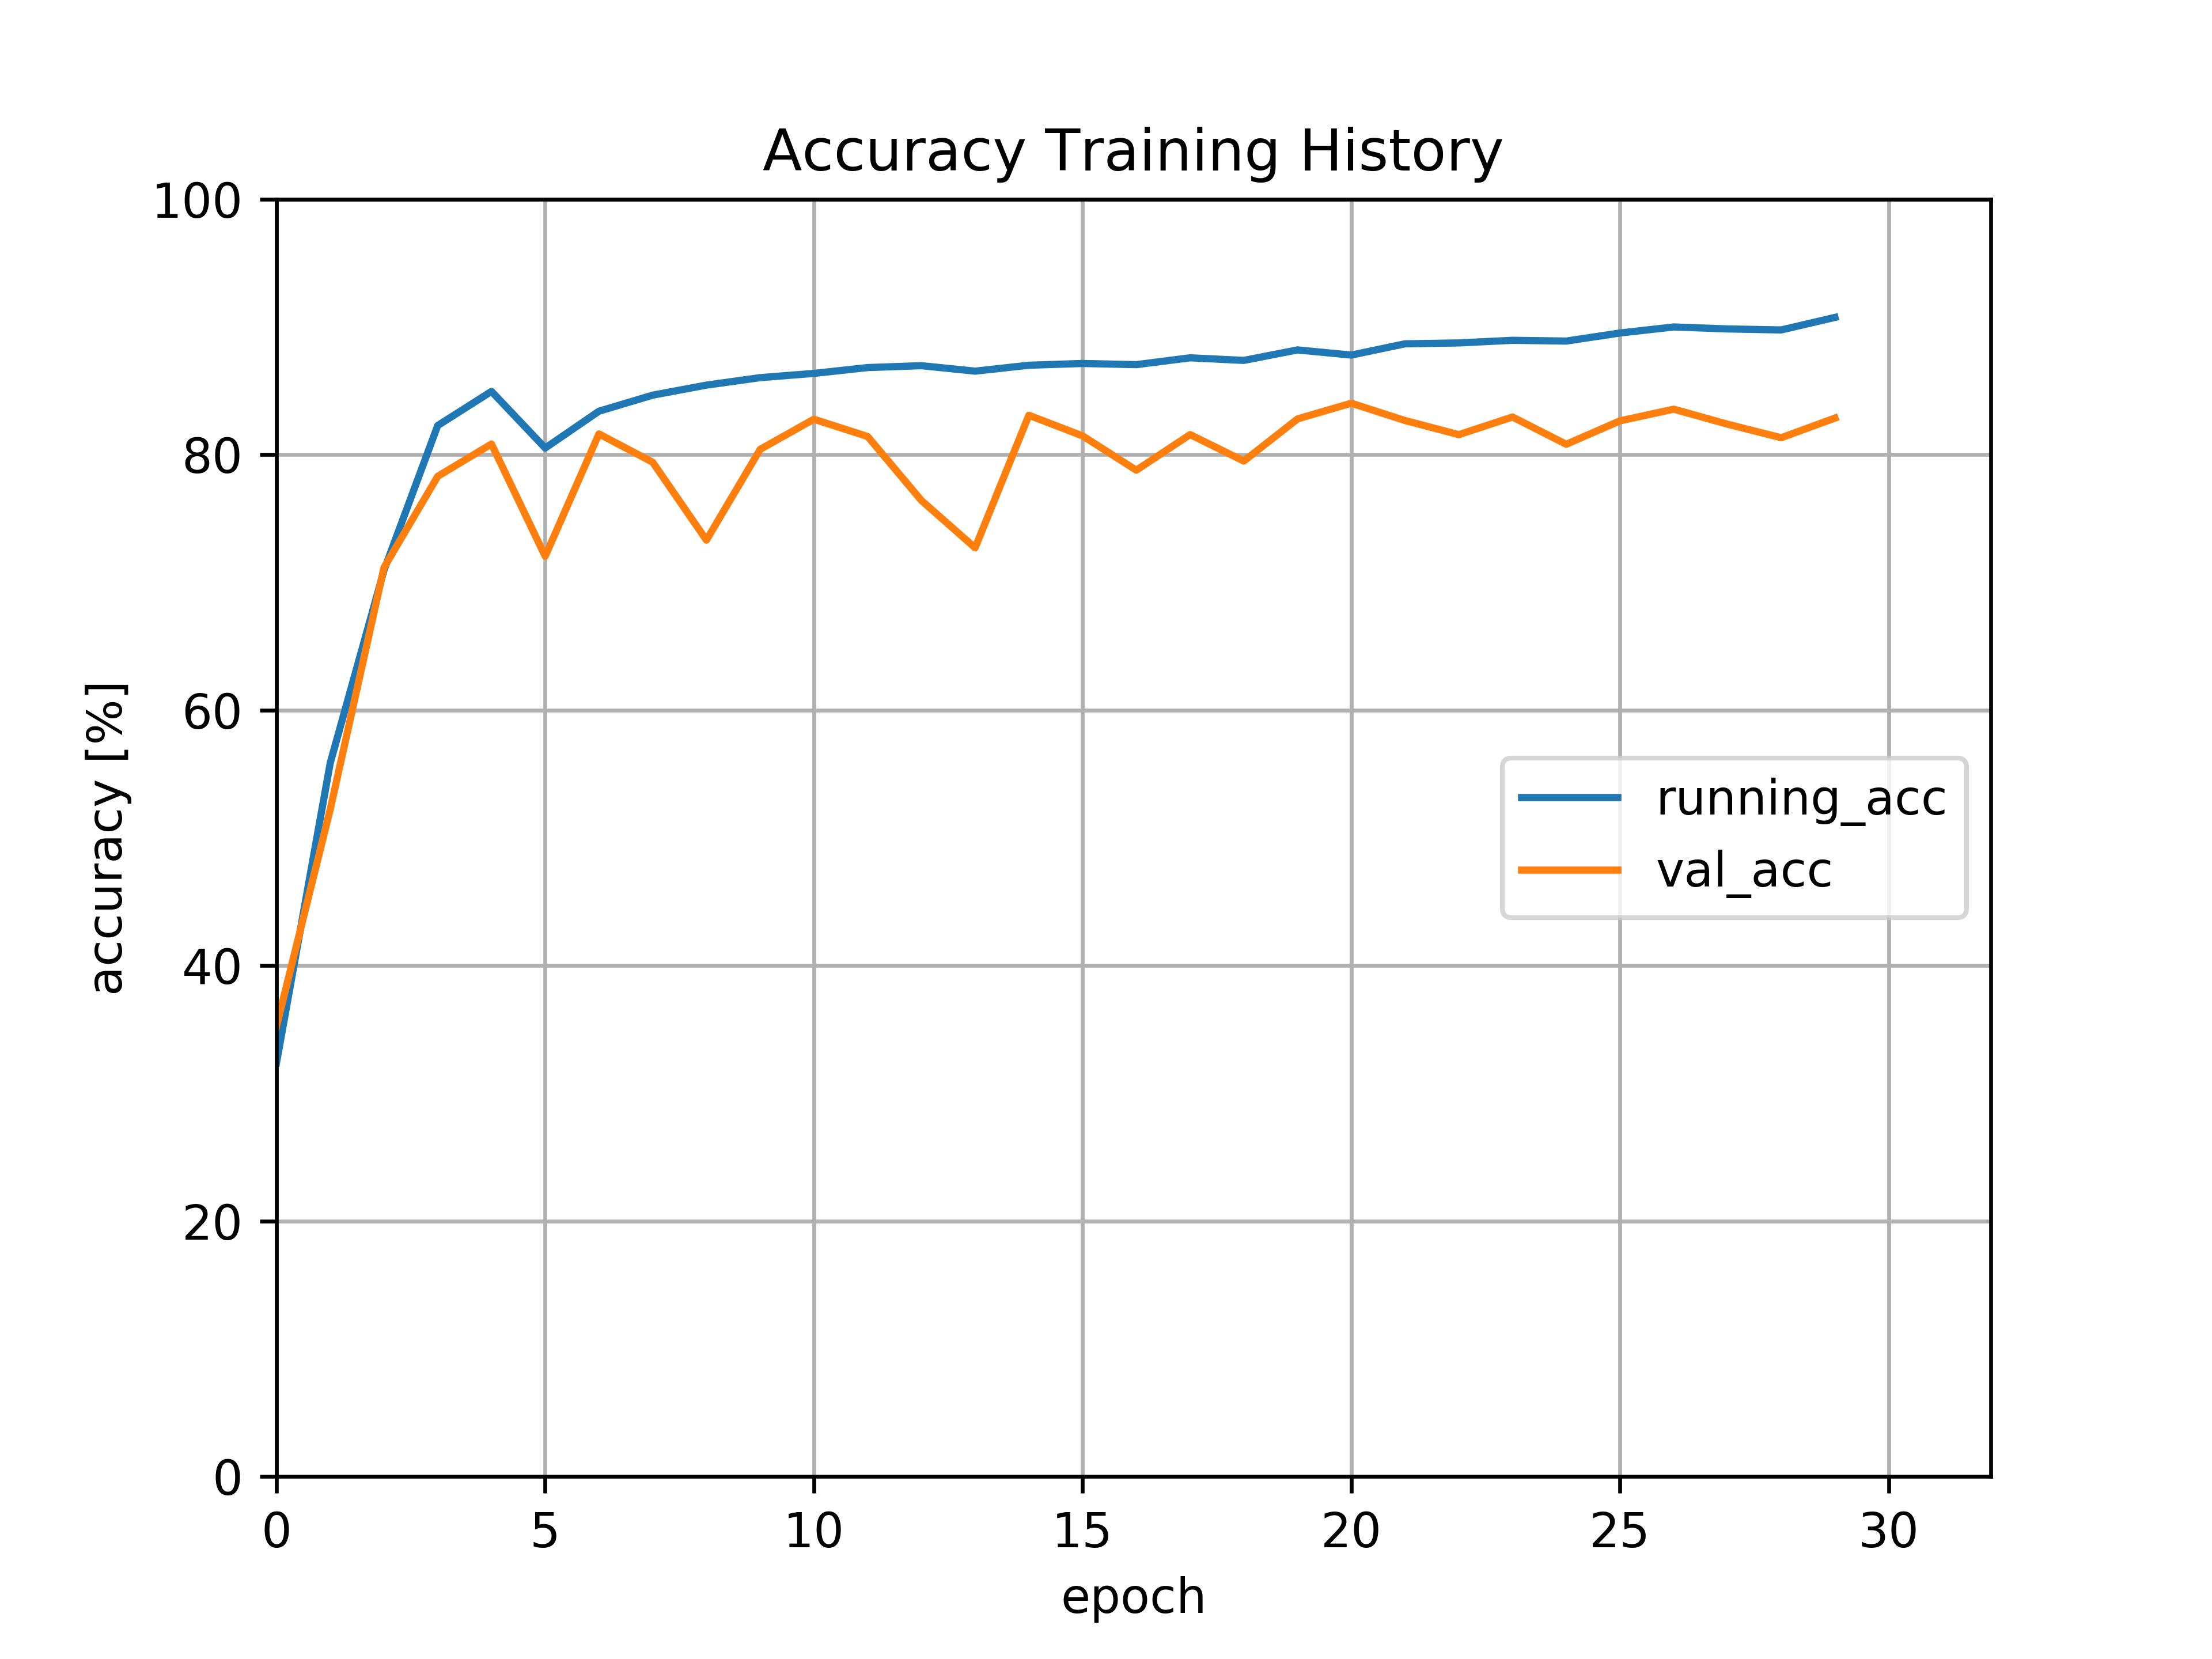 Accuracy Training History
100
80
60
40
20
0
accuracy [%]
running_acc
val_acc
0 5 10 15 20 25 30
epoch